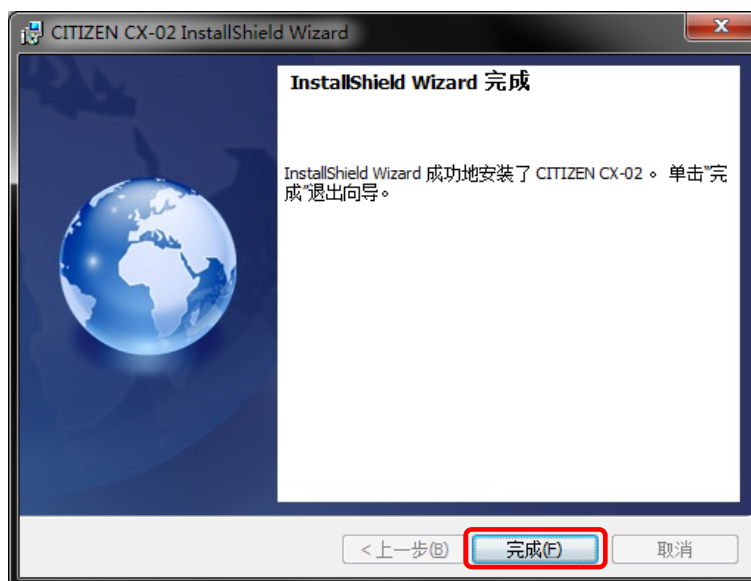 CITIZEN CX-02 InstallShield Wizard
InstallShield Wizard 完成
InstallShield Wizard 成功地安装了 CITIZEN CX-02 。 单击"完
成"退出向导。
< 上一步(B) 完成(F) 取消